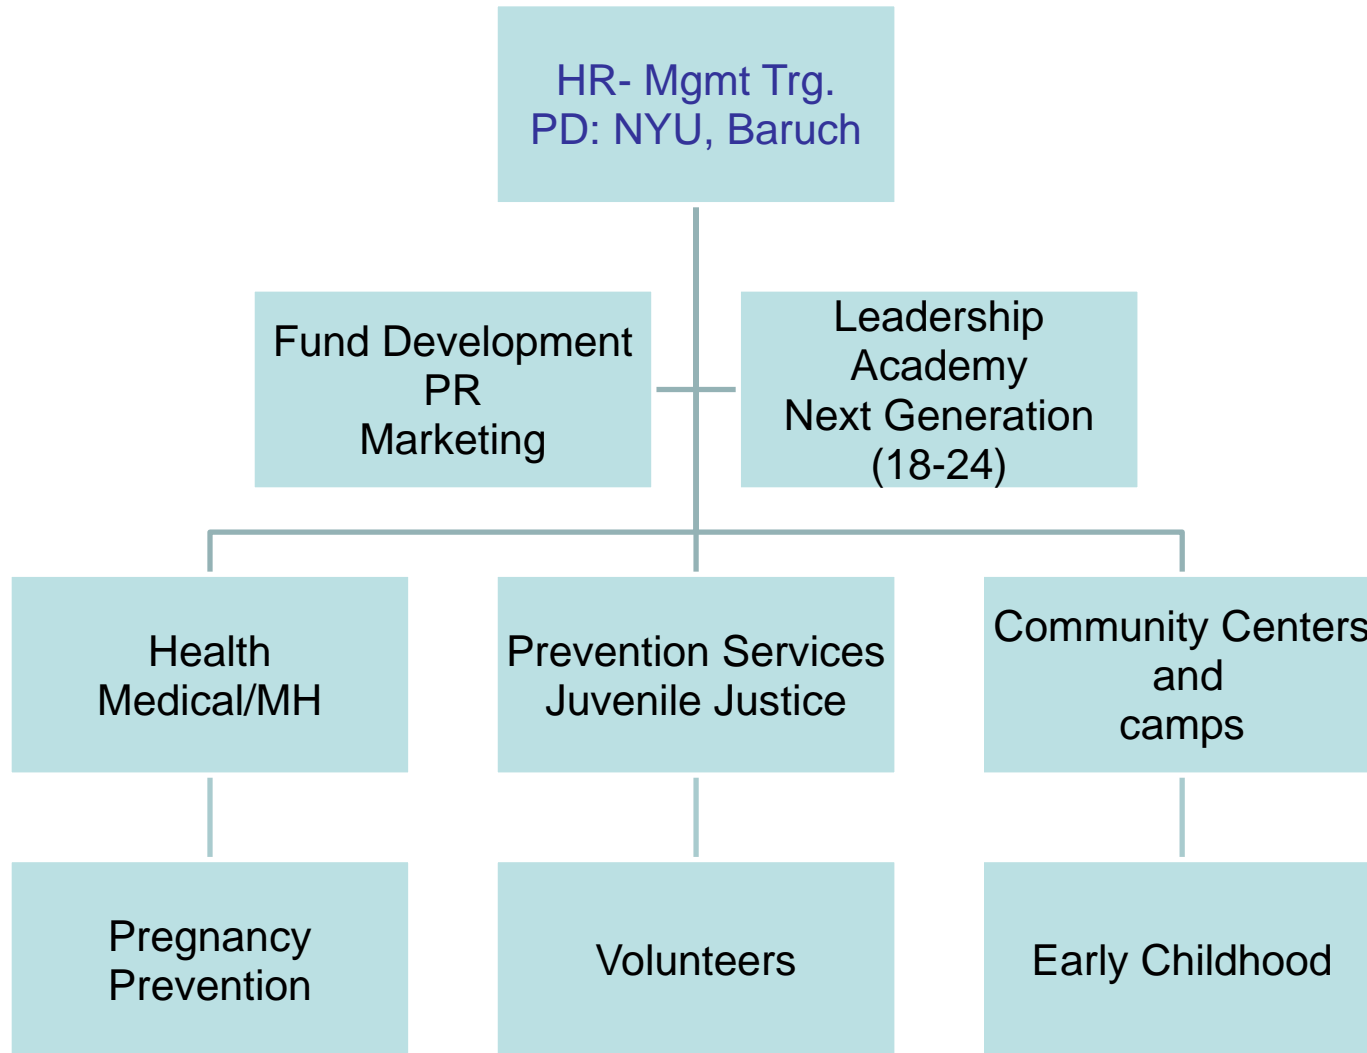 HR- Mgmt Trg.
PD: NYU, Baruch
Fund Development
PR
Marketing
Leadership
Academy
Next Generation
(18-24)
Health
Medical/MH
Prevention Services
Juvenile Justice
Community Centers
and
camps
Pregnancy
Prevention
Volunteers
Early Childhood